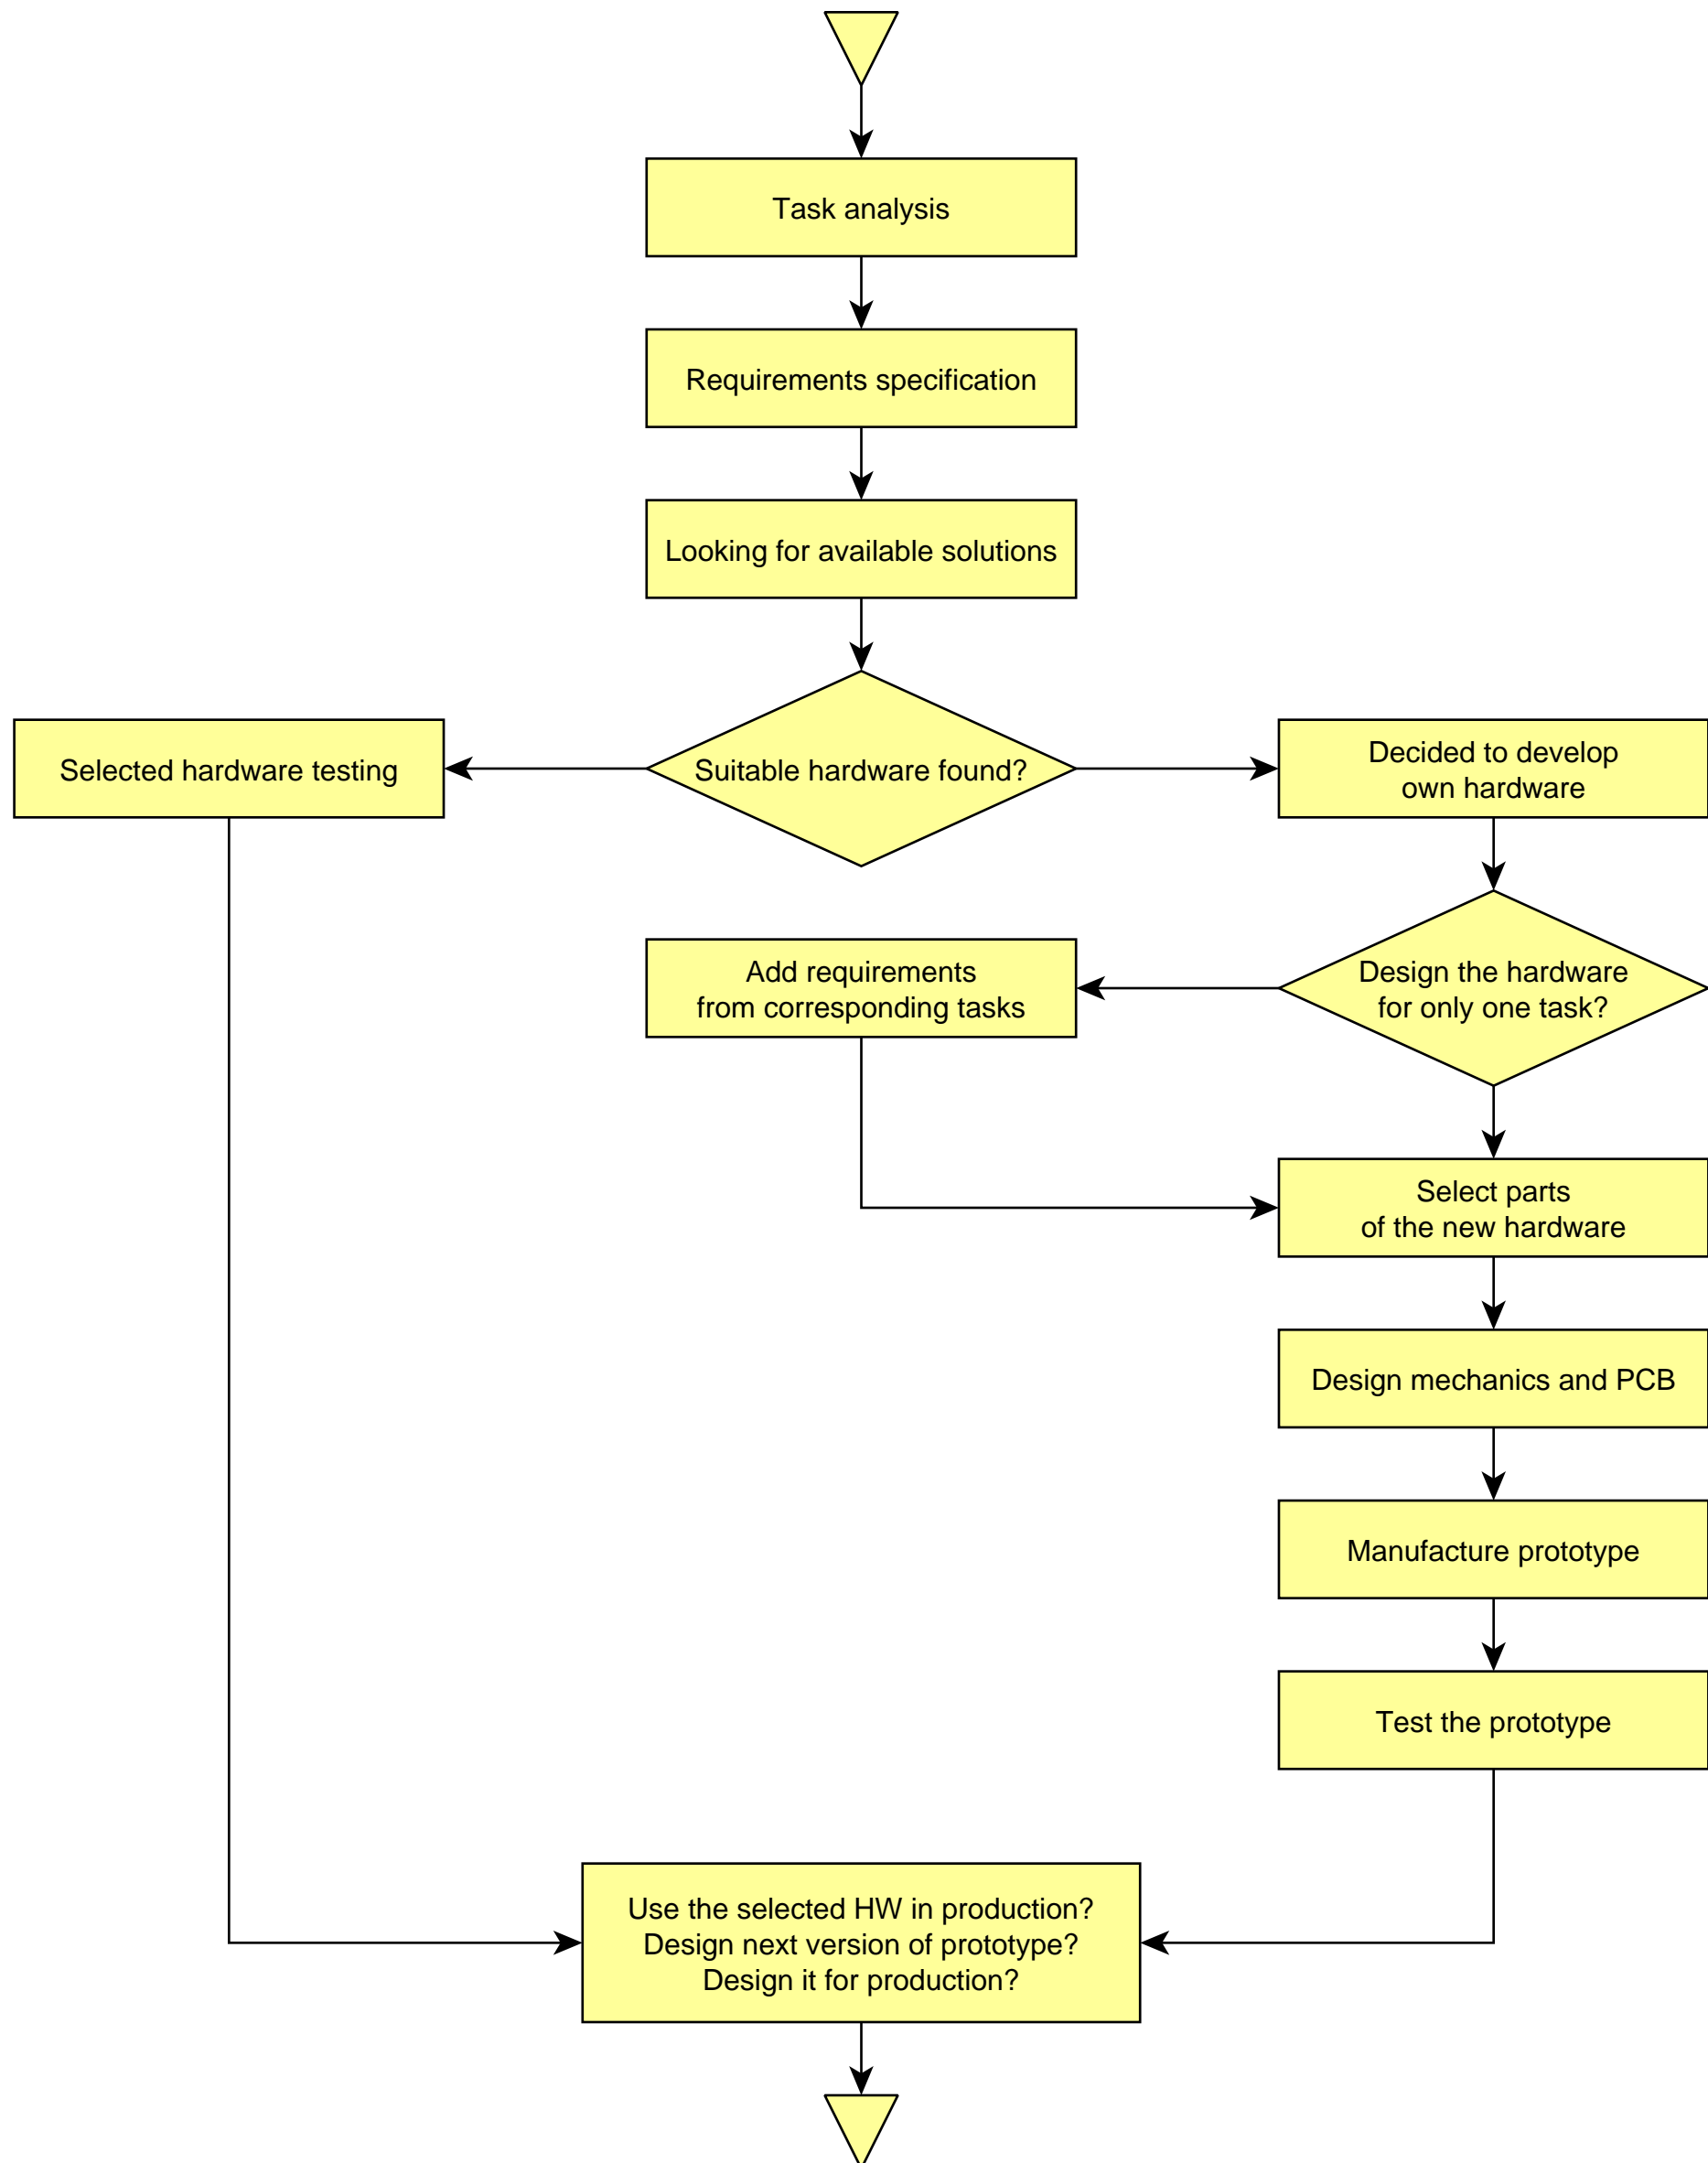 Task analysis
Requirements specification
Looking for available solutions
Selected hardware testing
Suitable hardware found?
Decided to develop
own hardware
Add requirements
from corresponding tasks
Design the hardware
for only one task?
Select parts
of the new hardware
Design mechanics and PCB
Manufacture prototype
Test the prototype
Use the selected HW in production?
Design next version of prototype?
Design it for production?